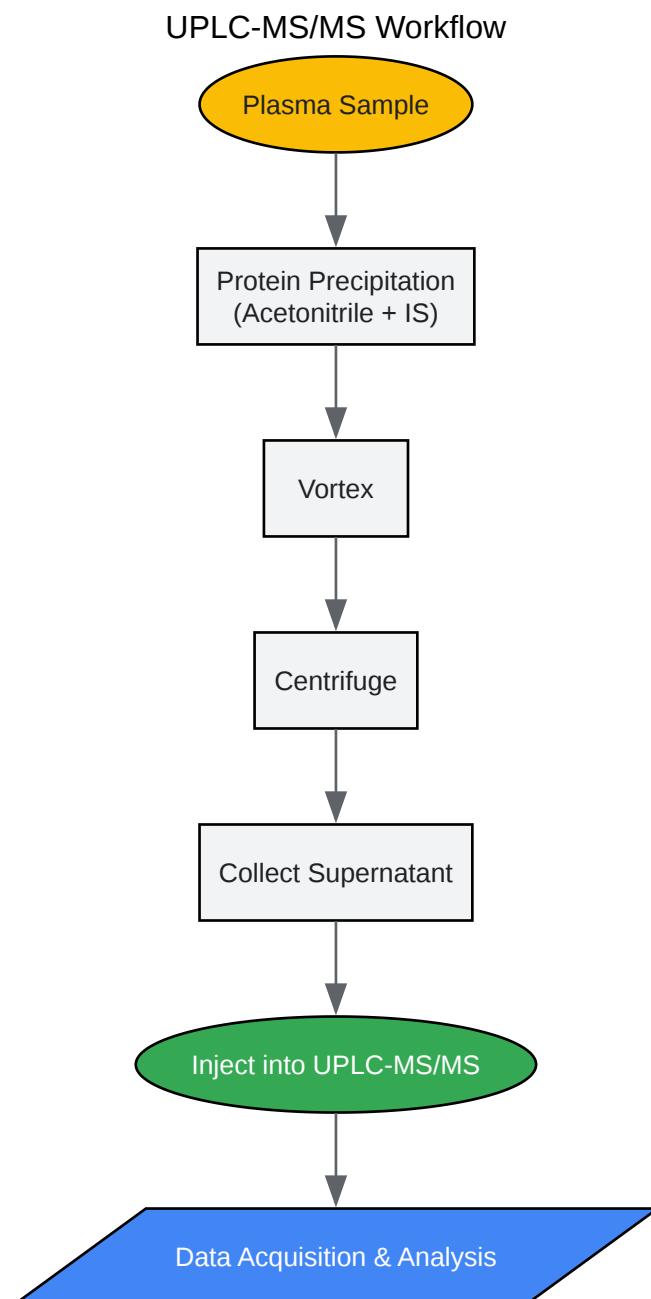 UPLC-MS/MS Workflow
Plasma Sample
Protein Precipitation
(Acetonitrile + IS)
Vortex
Centrifuge
Collect Supernatant
Inject into UPLC-MS/MS
Data Acquisition & Analysis